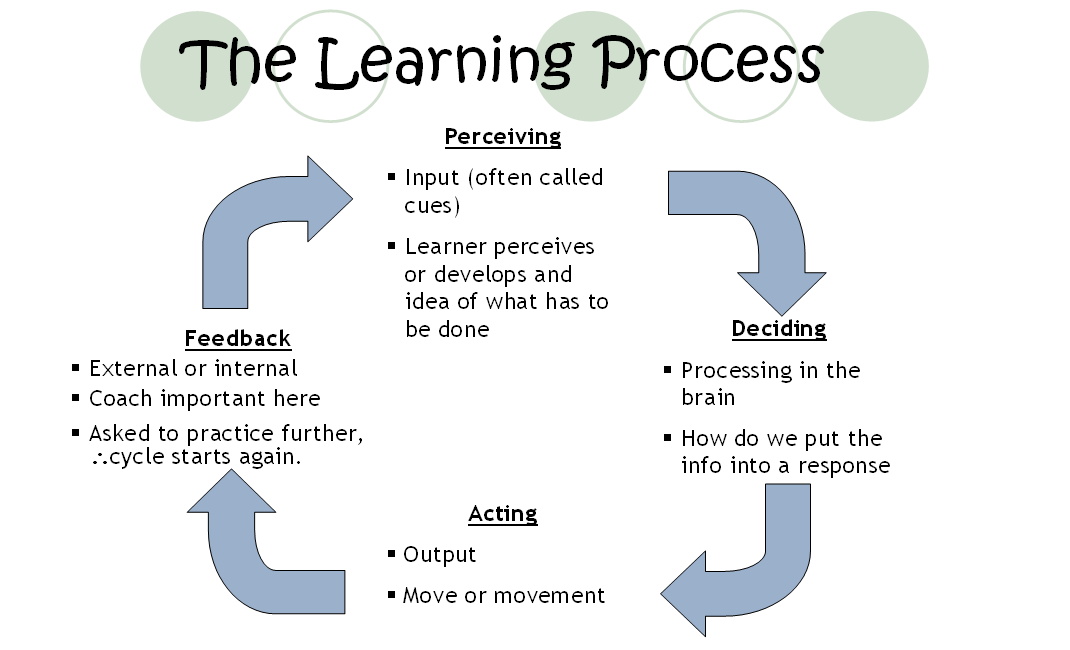 The Learning Process
Perceiving
▪ Input (often called
cues)
▪ Learner perceives
or develops and
idea of what has to
be done
Deciding
▪ Processing in the
brain
▪ How do we put the
info into a response
Acting
▪ Output
▪ Move or movement
Feedback
▪ External or internal
▪ Coach important here
▪ Asked to practice further,
∴cycle starts again.